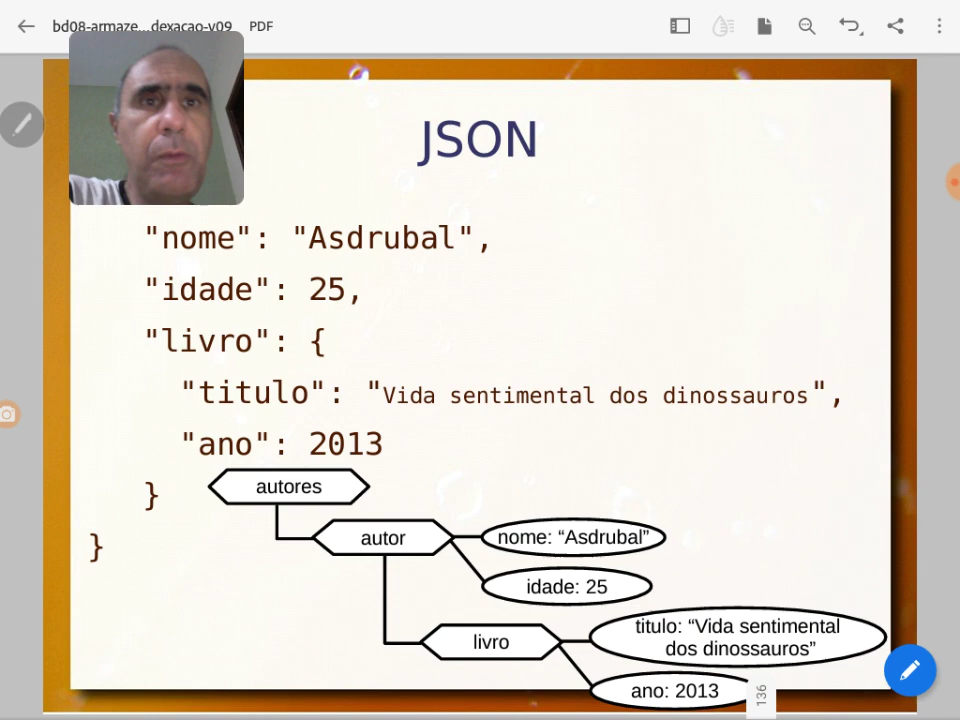 bd08-armaze...dexacao-v09 PDF
JSON
"nome": "Asdrubal",
"idade": 25,
"livro": {
"titulo": "Vida sentimental dos dinossauros",
"ano": 2013
}
}
autores
autor
nome: “Asdrubal”
idade: 25
livro
titulo: “Vida sentimental
dos dinossauros”
ano: 2013
136